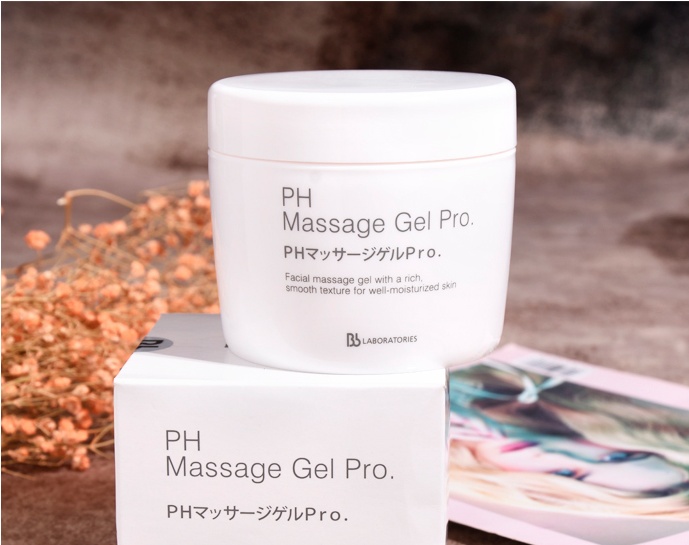 PH
Massage Gel Pro.
PHマッサージゲルPro.
Facial massage gel with a rich,
smooth texture for well-moisturized skin
Bb LABORATORIES
PH
Massage Gel Pro.
PHマッサージゲルPro.